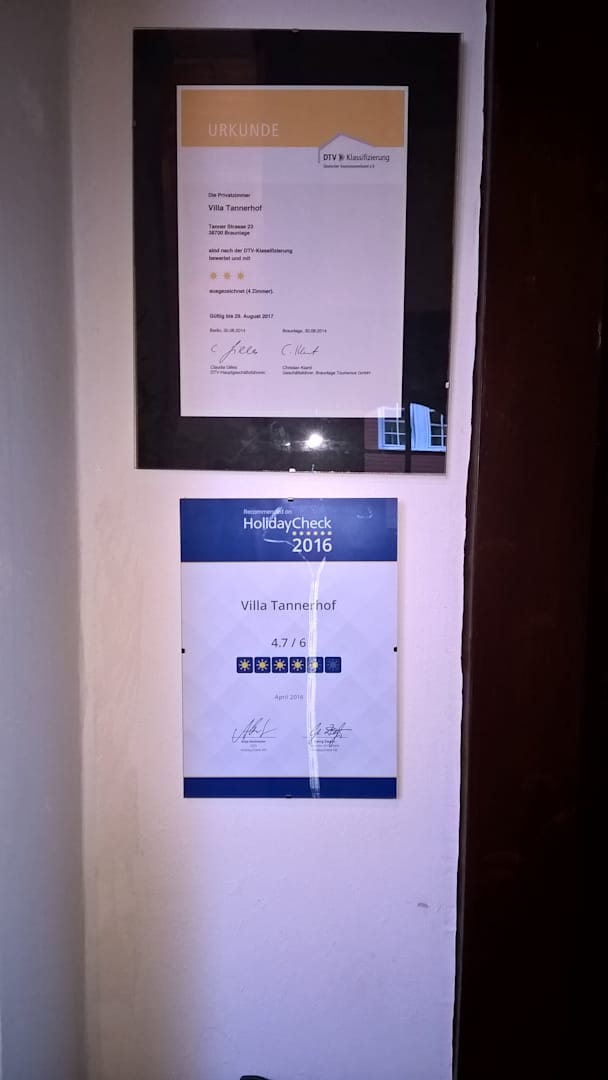 URKUNDE
DTV Klassifizierung
Deutscher Tourismusverband e.V.
Die Privatzimmer
Villa Tannerhof
Tanner Strasse 23
38700 Braunlage
sind nach der DTV-Klassifizierung
bewertet und mit
ausgezeichnet (4 Zimmer).
Gültig bis 29. August 2017
Berlin, 30.08.2014 Braunlage, 30.08.2014
Claudia Gilles Christian Klamt
DTV-Hauptgeschäftsführerin Geschäftsführer, Braunlage Tourismus GmbH
Recommended on
HolidayCheck
2016
Villa Tannerhof
4.7 / 6
April 2016